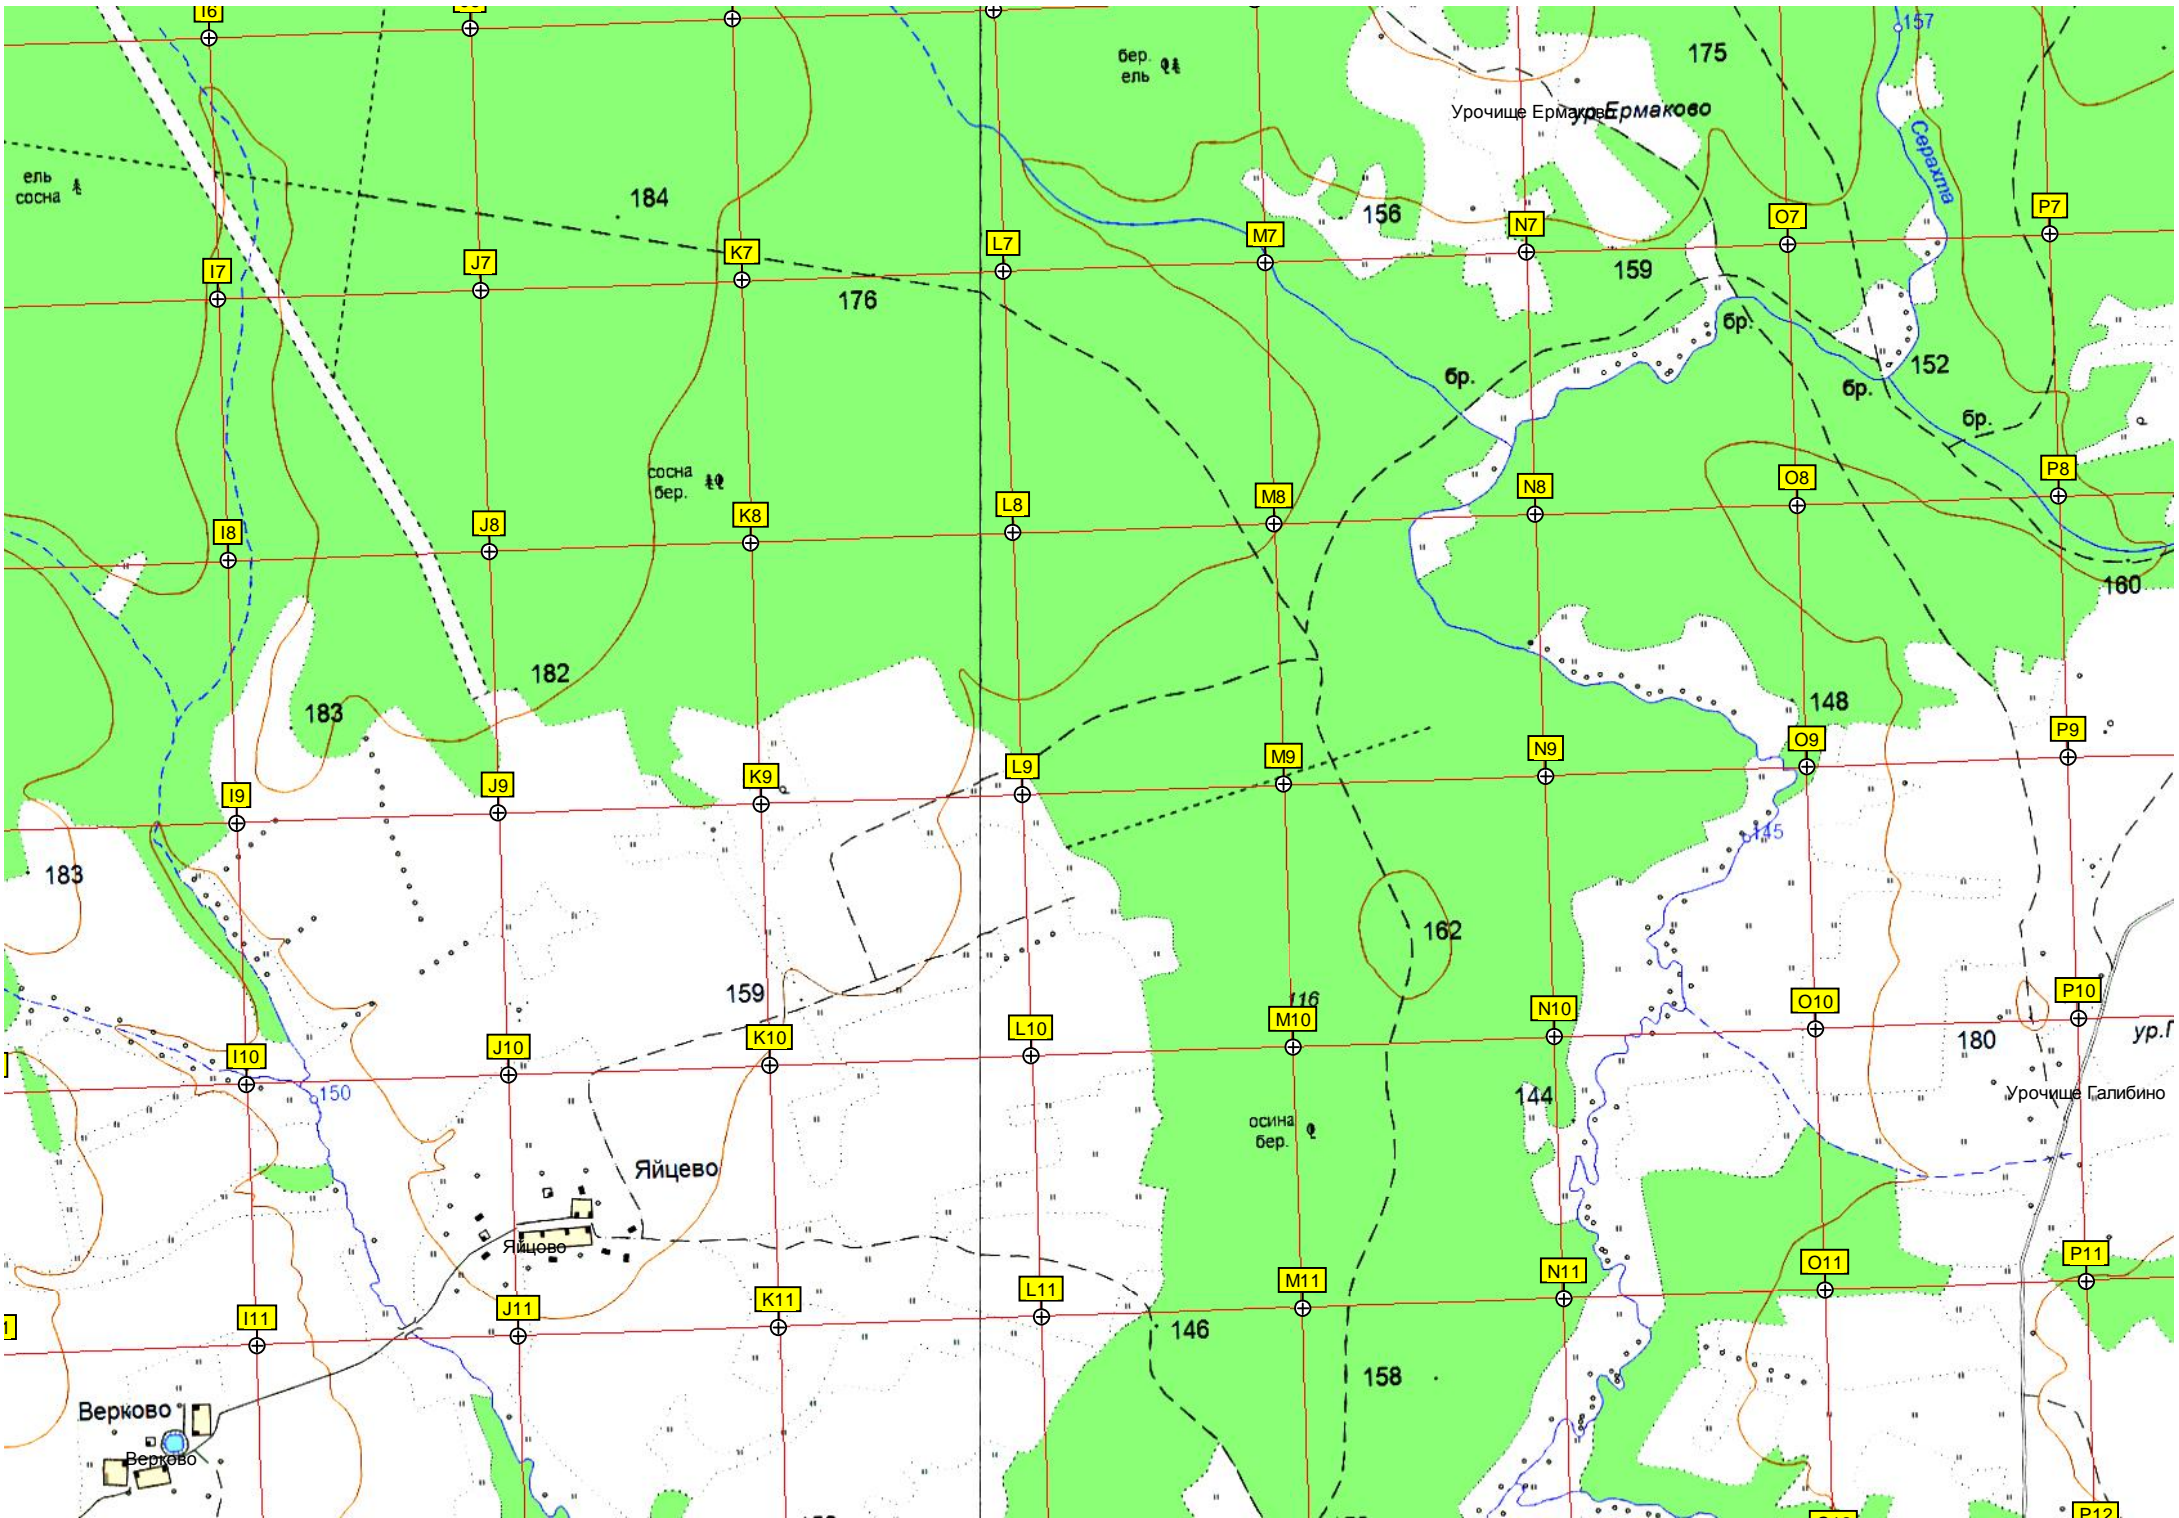 I6
157
бер.
ель
175
Урочище Ермаково
ур.Ермаково
Серахта
ель
сосна
184
156
P7
O7
N7
M7
L7
K7
J7
I7
159
176
бр.
152
бр.
бр.
бр.
сосна
бер.
P8
O8
N8
M8
L8
K8
J8
I8
160
182
183
148
P9
O9
N9
M9
L9
K9
J9
I9
145
183
162
159
116
P10
O10
N10
M10
L10
K10
J10
I10
180
ур.Г
Урочище Галибино
150
144
осина
бер.
Яйцево
Яйцово
P11
O11
N11
M11
L11
K11
J11
I11
146
158
Верково
Верково
P12